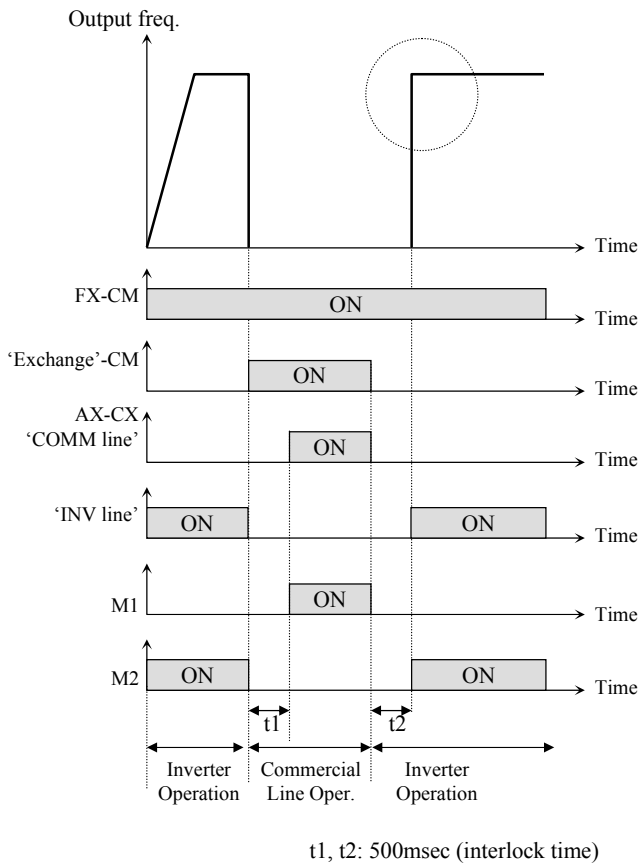 Output freq.
Time
FX-CM
ON
Time
‘Exchange’-CM
ON
Time
AX-CX
‘COMM line’
ON
Time
‘INV line’
ON
ON
Time
M1
ON
Time
M2
ON
ON
Time
t1
t2
Inverter
Operation
Commercial
Line Oper.
Inverter
Operation
t1, t2: 500msec (interlock time)